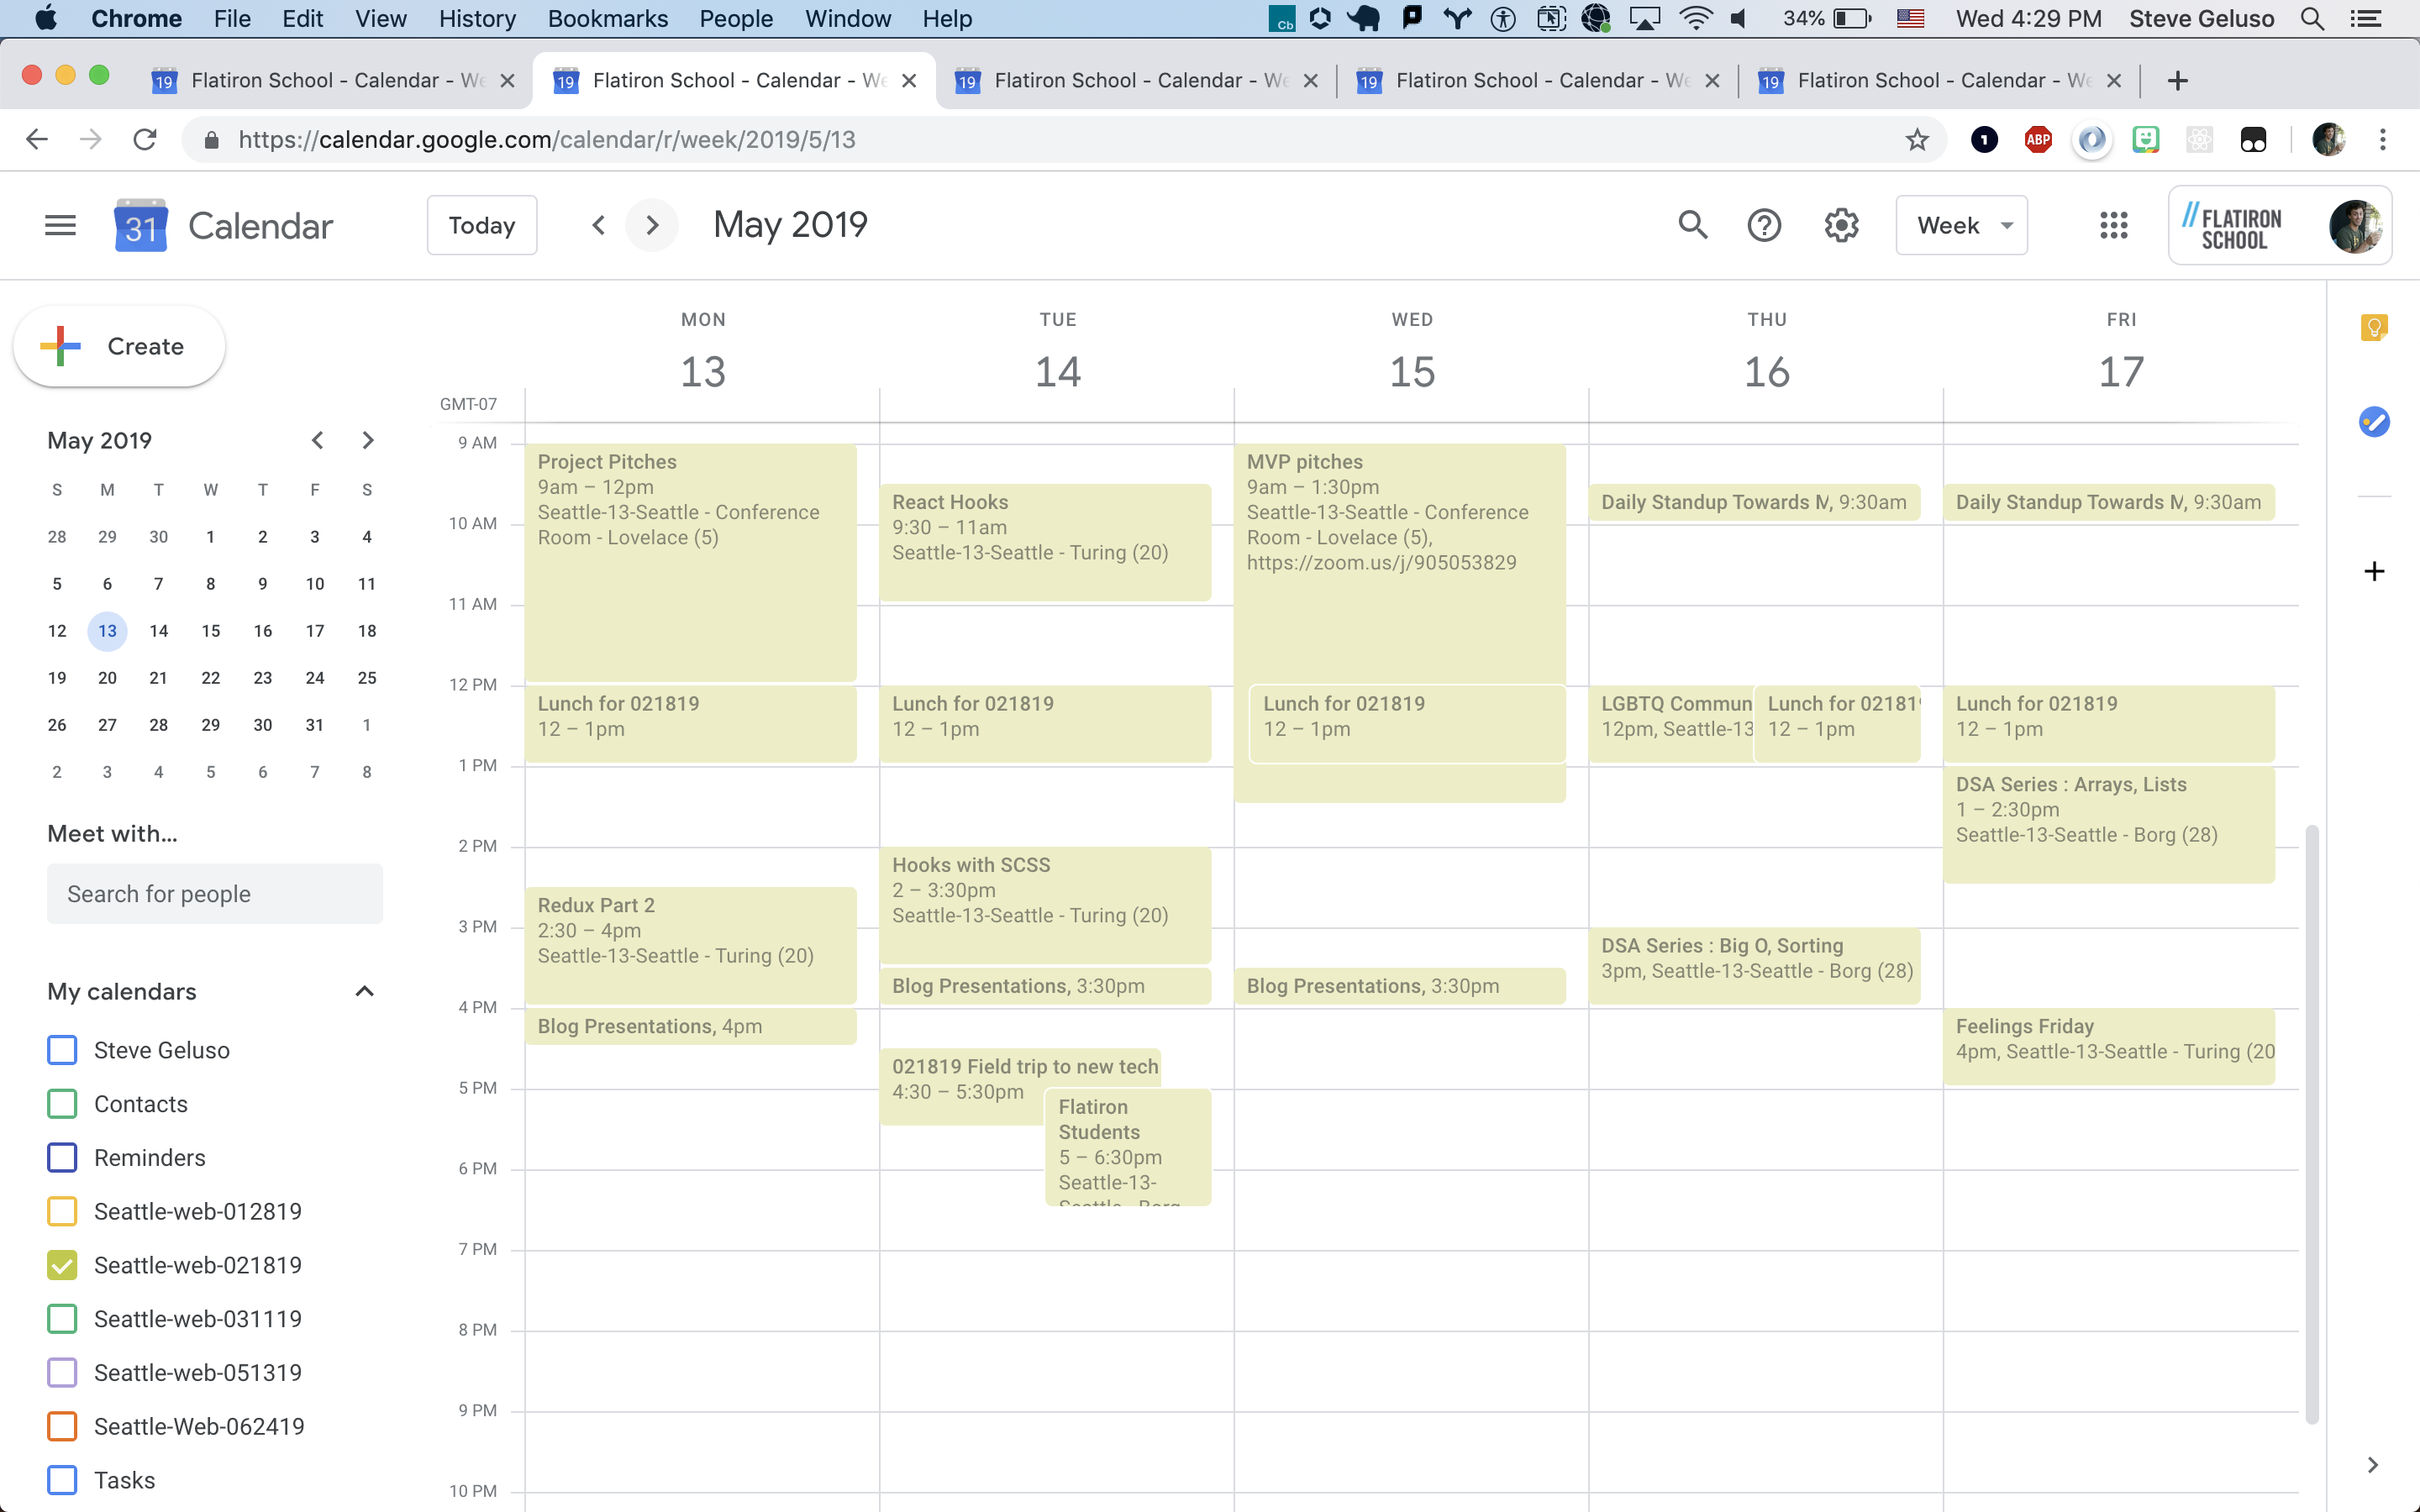 Chrome File Edit View History Bookmarks People Window Help
Cb
34% Wed 4:29 PM Steve Geluso
19 Flatiron School - Calendar - We
19 Flatiron School - Calendar - We
19 Flatiron School - Calendar - We
19 Flatiron School - Calendar - We
19 Flatiron School - Calendar - We
https://calendar.google.com/calendar/r/week/2019/5/13
1
ABP
31 Calendar
Today
May 2019
Week
FLATIRON
SCHOOL
Create
May 2019
S M T W T F S
28 29 30 1 2 3 4
5 6 7 8 9 10 11
12 13 14 15 16 17 18
19 20 21 22 23 24 25
26 27 28 29 30 31 1
2 3 4 5 6 7 8
Meet with...
Search for people
My calendars
Steve Geluso
Contacts
Reminders
Seattle-web-012819
Seattle-web-021819
Seattle-web-031119
Seattle-web-051319
Seattle-Web-062419
Tasks
GMT-07
9 AM
10 AM
11 AM
12 PM
1 PM
2 PM
3 PM
4 PM
5 PM
6 PM
7 PM
8 PM
9 PM
10 PM
MON
13
Project Pitches
9am – 12pm
Seattle-13-Seattle - Conference
Room - Lovelace (5)
Lunch for 021819
12 – 1pm
Redux Part 2
2:30 – 4pm
Seattle-13-Seattle - Turing (20)
Blog Presentations, 4pm
TUE
14
React Hooks
9:30 – 11am
Seattle-13-Seattle - Turing (20)
Lunch for 021819
12 – 1pm
Hooks with SCSS
2 – 3:30pm
Seattle-13-Seattle - Turing (20)
Blog Presentations, 3:30pm
021819 Field trip to new tech
4:30 – 5:30pm
Flatiron
Students
5 – 6:30pm
Seattle-13-
Seattle - Borg
WED
15
MVP pitches
9am – 1:30pm
Seattle-13-Seattle - Conference
Room - Lovelace (5),
https://zoom.us/j/905053829
Lunch for 021819
12 – 1pm
Blog Presentations, 3:30pm
THU
16
Daily Standup Towards M, 9:30am
LGBTQ Commun
12pm, Seattle-13
Lunch for 02181
12 – 1pm
DSA Series : Big O, Sorting
3pm, Seattle-13-Seattle - Borg (28)
FRI
17
Daily Standup Towards M, 9:30am
Lunch for 021819
12 – 1pm
DSA Series : Arrays, Lists
1 – 2:30pm
Seattle-13-Seattle - Borg (28)
Feelings Friday
4pm, Seattle-13-Seattle - Turing (20